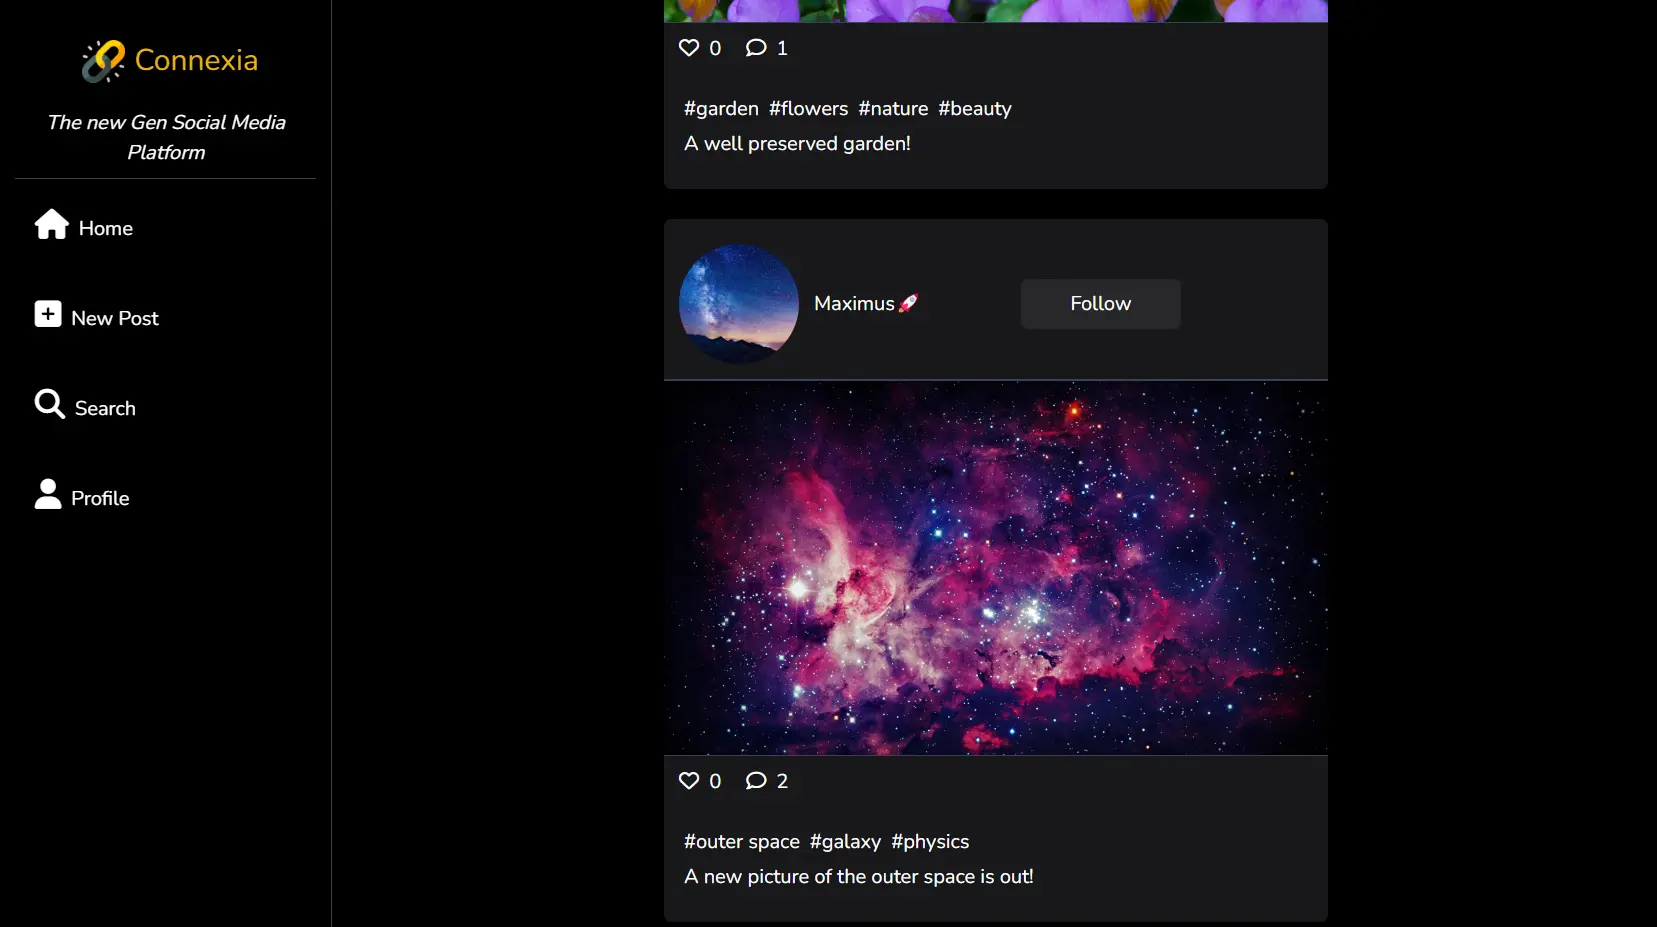 Connexia
The new Gen Social Media
Platform
Home
New Post
Search
Profile
0 1
#garden #flowers #nature #beauty
A well preserved garden!
Maximus🚀
Follow
0 2
#outer space #galaxy #physics
A new picture of the outer space is out!